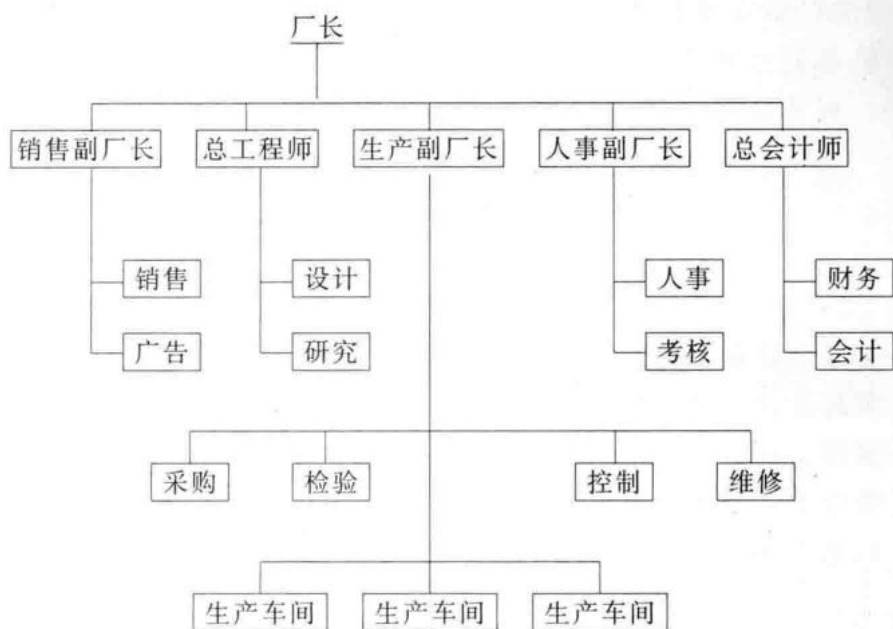 厂长
销售副厂长 总工程师 生产副厂长 人事副厂长 总会计师
销售 设计 人事 财务
广告 研究 考核 会计
采购 检验 控制 维修
生产车间 生产车间 生产车间